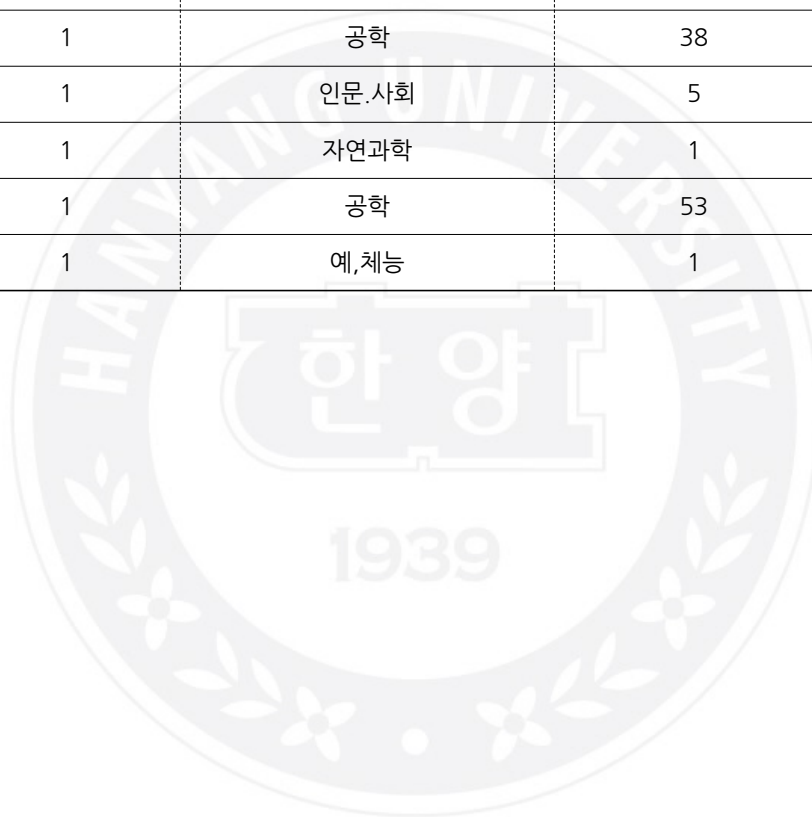 1 공학 38
1 인문.사회 5
1 자연과학 1
1 공학 53
1 예,체능 1
HANYANG UNIVERSITY
한양
1939